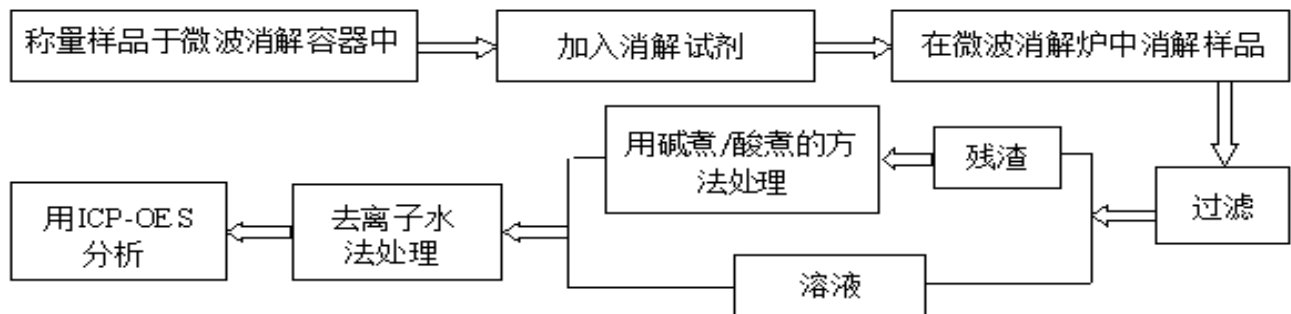 称量样品于微波消解容器中
加入消解试剂
在微波消解炉中消解样品
过滤
残渣
用碱煮/酸煮的方
法处理
溶液
去离子水
法处理
用ICP-OES
分析